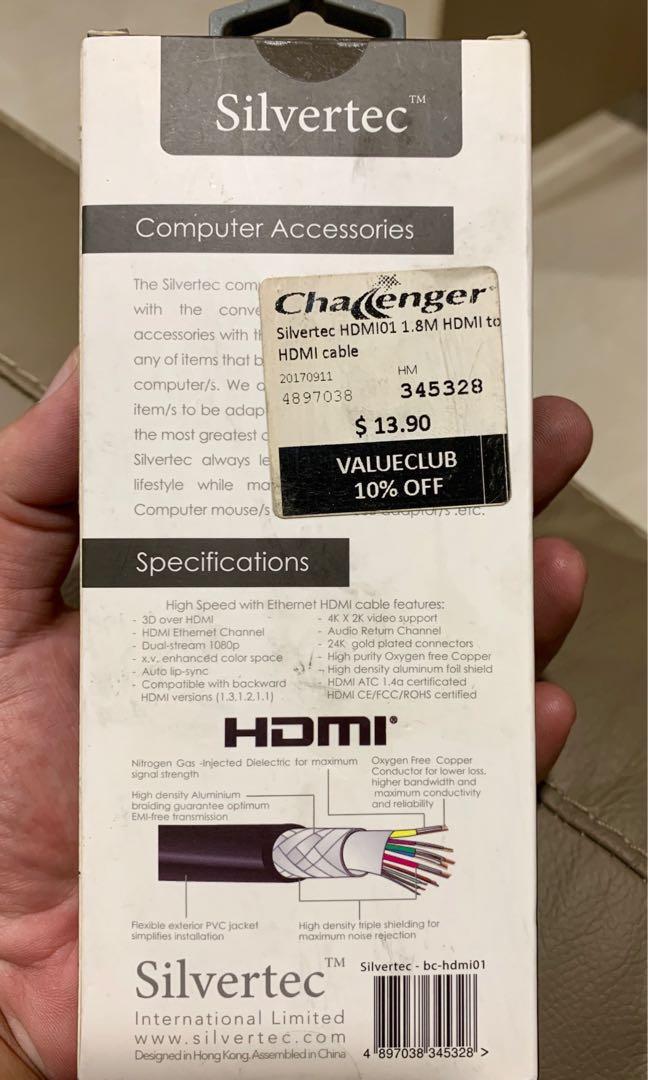 Silvertec™
Computer Accessories
The Silvertec
with the
accessories with
any of items that
computer/s. We
item/s to be
the most greatest
Silvertec always
lifestyle while
Computer mouse/s
.etc.
Challenger
Silvertec HDMI01 1.8M HDMI to
HDMI cable
20170911 HM
4897038 345328
$ 13.90
VALUECLUB
10% OFF
Specifications
High Speed with Ethernet HDMI cable features:
- 3D over HDMI
- HDMI Ethernet Channel
- Dual-stream 1080p
- x.v. enhanced color space
- Auto lip-sync
- Compatible with backward
HDMI versions (1.3,1.2,1.1)
- 4K X 2K video support
- Audio Return Channel
- 24K gold plated connectors
- High purity Oxygen free Copper
- High density aluminum foil shield
- HDMI ATC 1.4a certificated
HDMI CE/FCC/ROHS certified
HDMI®
Nitrogen Gas -Injected Dielectric for maximum
signal strength
Oxygen Free Copper
Conductor for lower loss,
higher bandwidth and
maximum conductivity
and reliability
High density Aluminium
braiding guarantee optimum
EMI-free transmission
Flexible exterior PVC jacket
simplifies installation
High density triple shielding for
maximum noise rejection
Silvertec™
International Limited
www.silvertec.com
Designed in Hong Kong. Assembled in China
Silvertec - bc-hdmi01
4 897038 345328 >